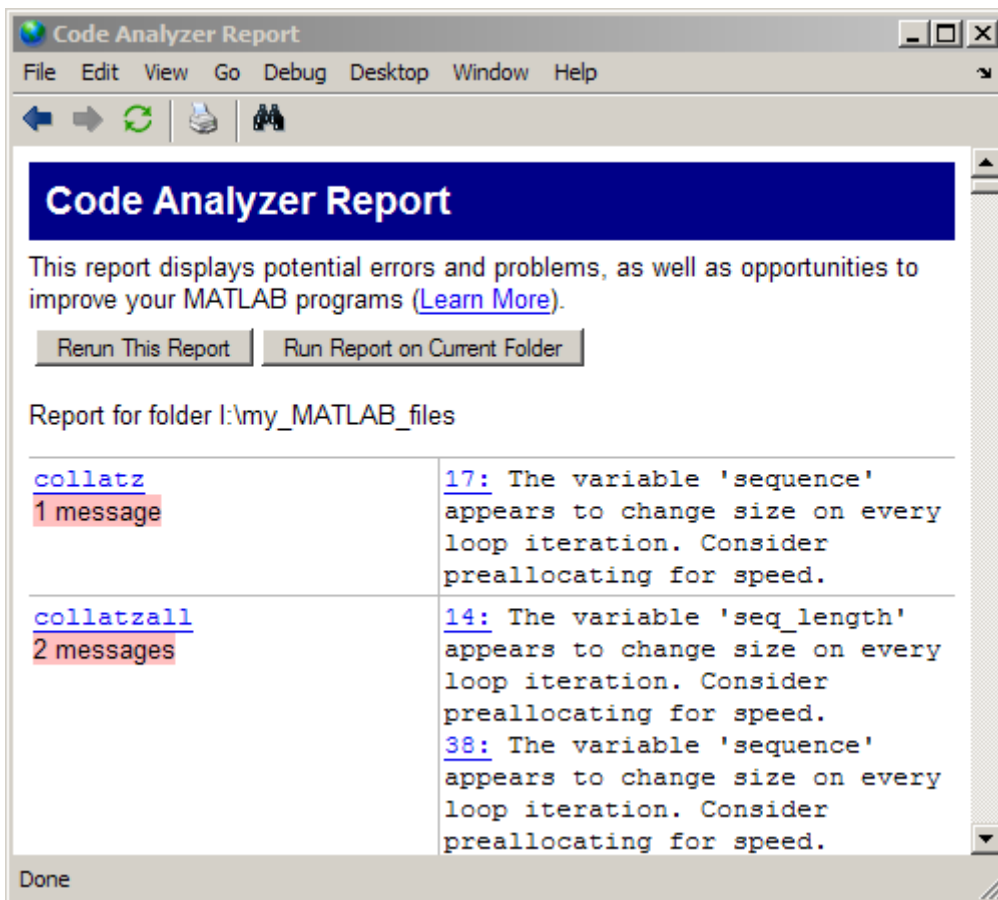 Code Analyzer Report
File Edit View Go Debug Desktop Window Help
Code Analyzer Report
This report displays potential errors and problems, as well as opportunities to
improve your MATLAB programs (Learn More).
Rerun This Report Run Report on Current Folder
Report for folder I:\my_MATLAB_files
collatz
1 message
17: The variable 'sequence'
appears to change size on every
loop iteration. Consider
preallocating for speed.
collatzall
2 messages
14: The variable 'seq_length'
appears to change size on every
loop iteration. Consider
preallocating for speed.
38: The variable 'sequence'
appears to change size on every
loop iteration. Consider
preallocating for speed.
Done